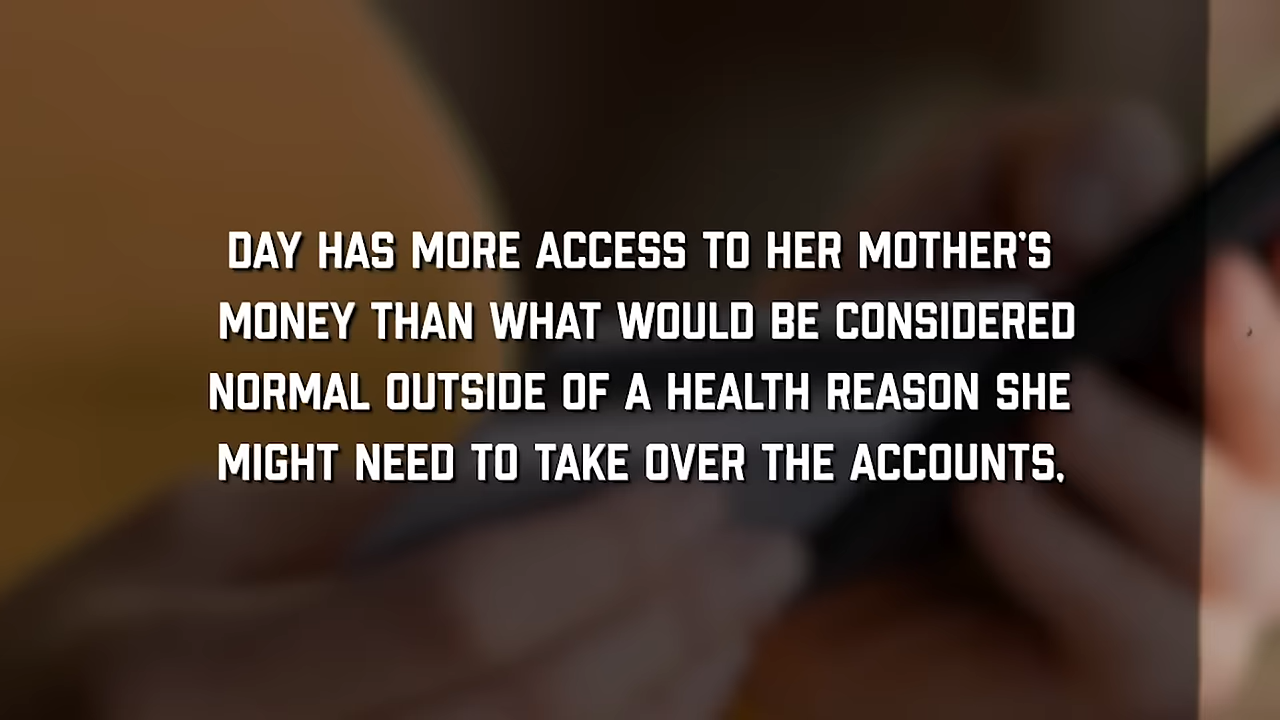 DAY HAS MORE ACCESS TO HER MOTHER'S
MONEY THAN WHAT WOULD BE CONSIDERED
NORMAL OUTSIDE OF A HEALTH REASON SHE
MIGHT NEED TO TAKE OVER THE ACCOUNTS,